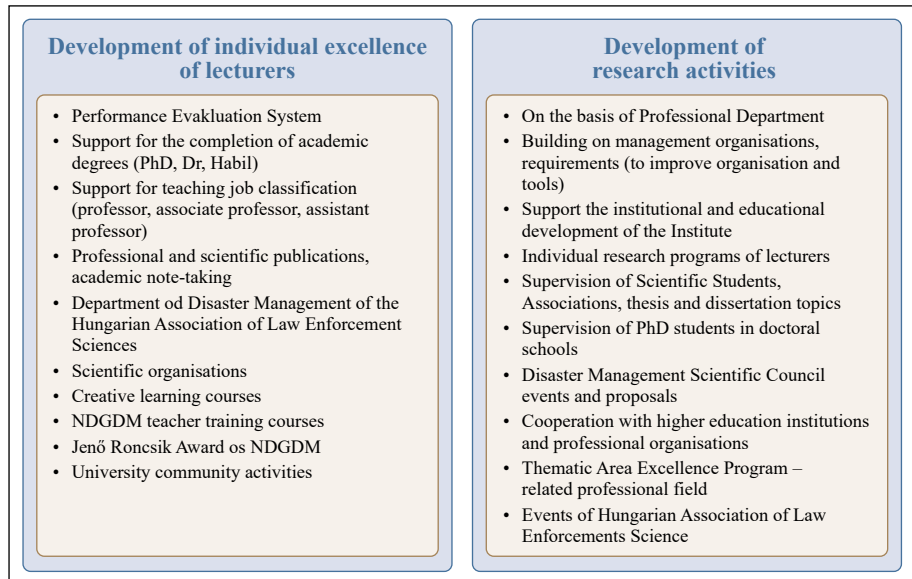 Development of individual excellence
of lecturers
• Performance Evakluation System
• Support for the completion of academic
degrees (PhD, Dr, Habil)
• Support for teaching job classification
(professor, associate professor, assistant
professor)
• Professional and scientific publications,
academic note-taking
• Department od Disaster Management of the
Hungarian Association of Law Enforcement
Sciences
• Scientific organisations
• Creative learning courses
• NDGDM teacher training courses
• Jenő Roncsik Award os NDGDM
• University community activities
Development of
research activities
• On the basis of Professional Department
• Building on management organisations,
requirements (to improve organisation and
tools)
• Support the institutional and educational
development of the Institute
• Individual research programs of lecturers
• Supervision of Scientific Students,
Associations, thesis and dissertation topics
• Supervision of PhD students in doctoral
schools
• Disaster Management Scientific Council
events and proposals
• Cooperation with higher education institutions
and professional organisations
• Thematic Area Excellence Program –
related professional field
• Events of Hungarian Association of Law
Enforcements Science